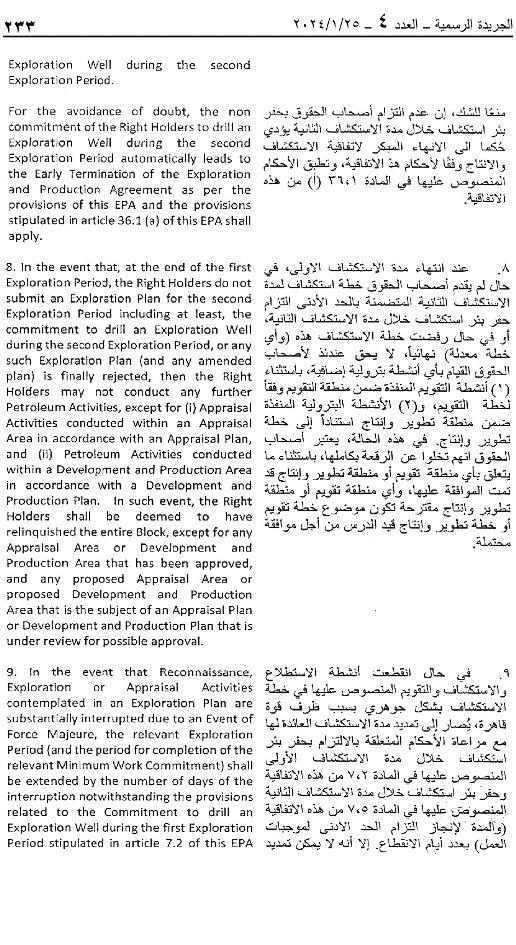 الجريدة الرسمية – العدد ٤ – ٢٠٢٤/١/٢٥
٢٣٣
Exploration Well during the second
Exploration Period.
For the avoidance of doubt, the non
commitment of the Right Holders to drill an
Exploration Well during the second
Exploration Period automatically leads to
the Early Termination of the Exploration
and Production Agreement as per the
provisions of this EPA and the provisions
stipulated in article 36.1 (a) of this EPA shall
apply.
منعًا للشك، إن عدم التزام أصحاب الحقوق بحفر
بئر استكشاف خلال مدة الاستكشاف الثانية يؤدي
حكما الى الانهاء المبكر لاتفاقية الاستكشاف
والانتاج وفقًا لأحكام هذ الاتفاقية، وتطبق الأحكام
المنصوص عليها في المادة ٣٦،١ (أ) من هذه
الاتفاقية.
8. In the event that, at the end of the first
Exploration Period, the Right Holders do not
submit an Exploration Plan for the second
Exploration Period including at least, the
commitment to drill an Exploration Well
during the second Exploration Period, or any
such Exploration Plan (and any amended
plan) is finally rejected, then the Right
Holders may not conduct any further
Petroleum Activities, except for (i) Appraisal
Activities conducted within an Appraisal
Area in accordance with an Appraisal Plan,
and (ii) Petroleum Activities conducted
within a Development and Production Area
in accordance with a Development and
Production Plan. In such event, the Right
Holders shall be deemed to have
relinquished the entire Block, except for any
Appraisal Area or Development and
Production Area that has been approved,
and any proposed Appraisal Area or
proposed Development and Production
Area that is the subject of an Appraisal Plan
or Development and Production Plan that is
under review for possible approval.
٨. عند انتهاء مدة الاستكشاف الاولى، في
حال لم يقدم أصحاب الحقوق خطة استكشاف لمدة
الاستكشاف الثانية المتضمنة بالحد الأدنى التزام
حفر بئر استكشاف خلال مدة الاستكشاف الثانية،
أو في حال رفضت خطة الاستكشاف هذه (وأي
خطة معدلة) نهائياً، لا يحق عندئذ لأصحاب
الحقوق القيام بأي أنشطة بترولية إضافية، باستثناء
(١) أنشطة التقويم المنفذة ضمن منطقة التقويم وفقاً
لخطة التقويم، و(٢) الأنشطة البترولية المنفذة
ضمن منطقة تطوير وإنتاج استناداً إلى خطة
تطوير وإنتاج. في هذه الحالة، يعتبر أصحاب
الحقوق انهم تخلوا عن الرقعة بكاملها، باستثناء ما
يتعلق بأي منطقة تقويم أو منطقة تطوير وإنتاج قد
تمت الموافقة عليها، وأي منطقة تقويم أو منطقة
تطوير وإنتاج مقترحة تكون موضوع خطة تقويم
أو خطة تطوير وإنتاج قيد الدرس من أجل موافقة
محتملة.
9. In the event that Reconnaissance,
Exploration or Appraisal Activities
contemplated in an Exploration Plan are
substantially interrupted due to an Event of
Force Majeure, the relevant Exploration
Period (and the period for completion of the
relevant Minimum Work Commitment) shall
be extended by the number of days of the
interruption notwithstanding the provisions
related to the Commitment to drill an
Exploration Well during the first Exploration
Period stipulated in article 7.2 of this EPA
٩. في حال انقطعت أنشطة الاستطلاع
والاستكشاف والتقويم المنصوص عليها في خطة
الاستكشاف بشكل جوهري بسبب ظرف قوة
قاهرة، يُصار إلى تمديد مدة الاستكشاف العائدة لها
مع مراعاة الأحكام المتعلقة بالالتزام بحفر بئر
استكشاف خلال مدة الاستكشاف الأولى
المنصوص عليها في المادة ٧،٢ من هذه الاتفاقية
وحفر بئر استكشاف خلال مدة الاستكشاف الثانية
المنصوص عليها في المادة ٧،٥ من هذه الاتفاقية
(والمدة لإنجاز التزام الحد الادنى لموجبات
العمل) بعدد أيام الانقطاع. إلا أنه لا يمكن تمديد